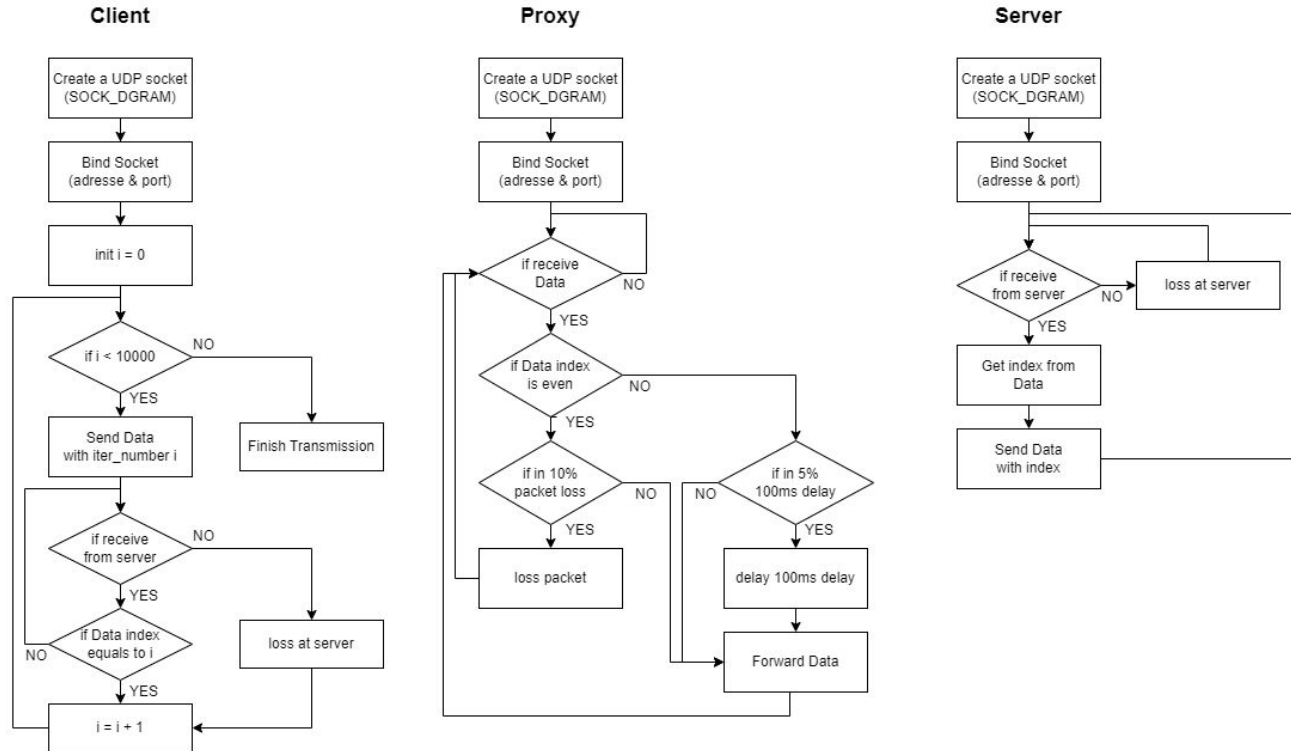 Client
Create a UDP socket
(SOCK_DGRAM)
Bind Socket
(adresse & port)
init i = 0
if i < 10000
NO
YES
Send Data
with iter_number i
Finish Transmission
if receive
from server
NO
YES
if Data index
equals to i
NO
YES
loss at server
i = i + 1
Proxy
Create a UDP socket
(SOCK_DGRAM)
Bind Socket
(adresse & port)
if receive
Data
NO
YES
if Data index
is even
NO
YES
if in 10%
packet loss
NO
YES
loss packet
if in 5%
100ms delay
NO
YES
delay 100ms delay
Forward Data
Server
Create a UDP socket
(SOCK_DGRAM)
Bind Socket
(adresse & port)
if receive
from server
NO
loss at server
YES
Get index from
Data
Send Data
with index